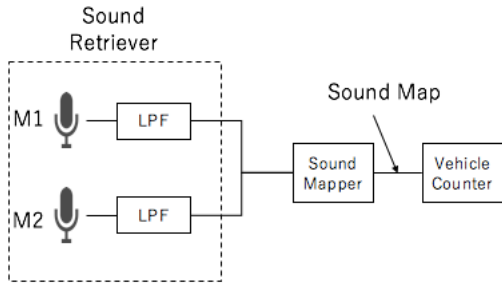 Sound
Retriever
M1
LPF
Sound Map
Sound
Mapper
Vehicle
Counter
M2
LPF